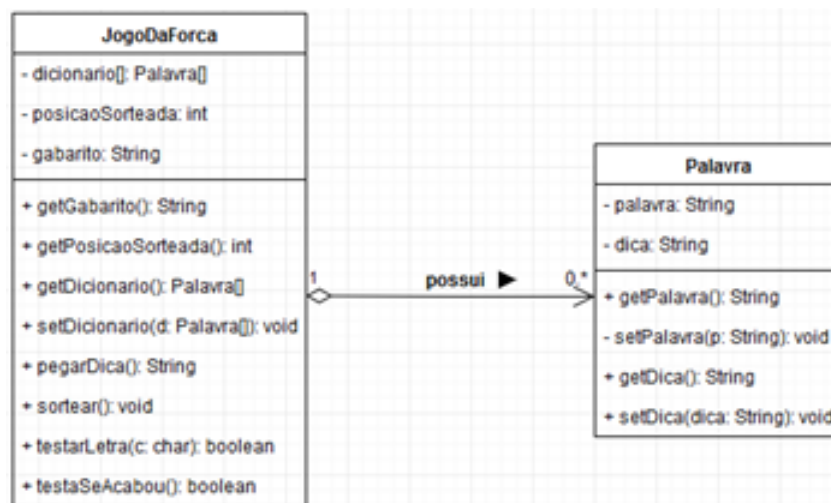 JogoDaForca
- dicionario[]: Palavra[]
- posicaoSorteada: int
- gabarito: String
+ getGabarito(): String
+ getPosicaoSorteada(): int
+ getDicionario(): Palavra[]
+ setDicionario(d: Palavra[]): void
+ pegarDica(): String
+ sortear(): void
+ testarLetra(c: char): boolean
+ testaSeAcabou(): boolean
1
possui ▶
0..*
Palavra
- palavra: String
- dica: String
+ getPalavra(): String
- setPalavra(p: String): void
+ getDica(): String
+ setDica(dica: String): void